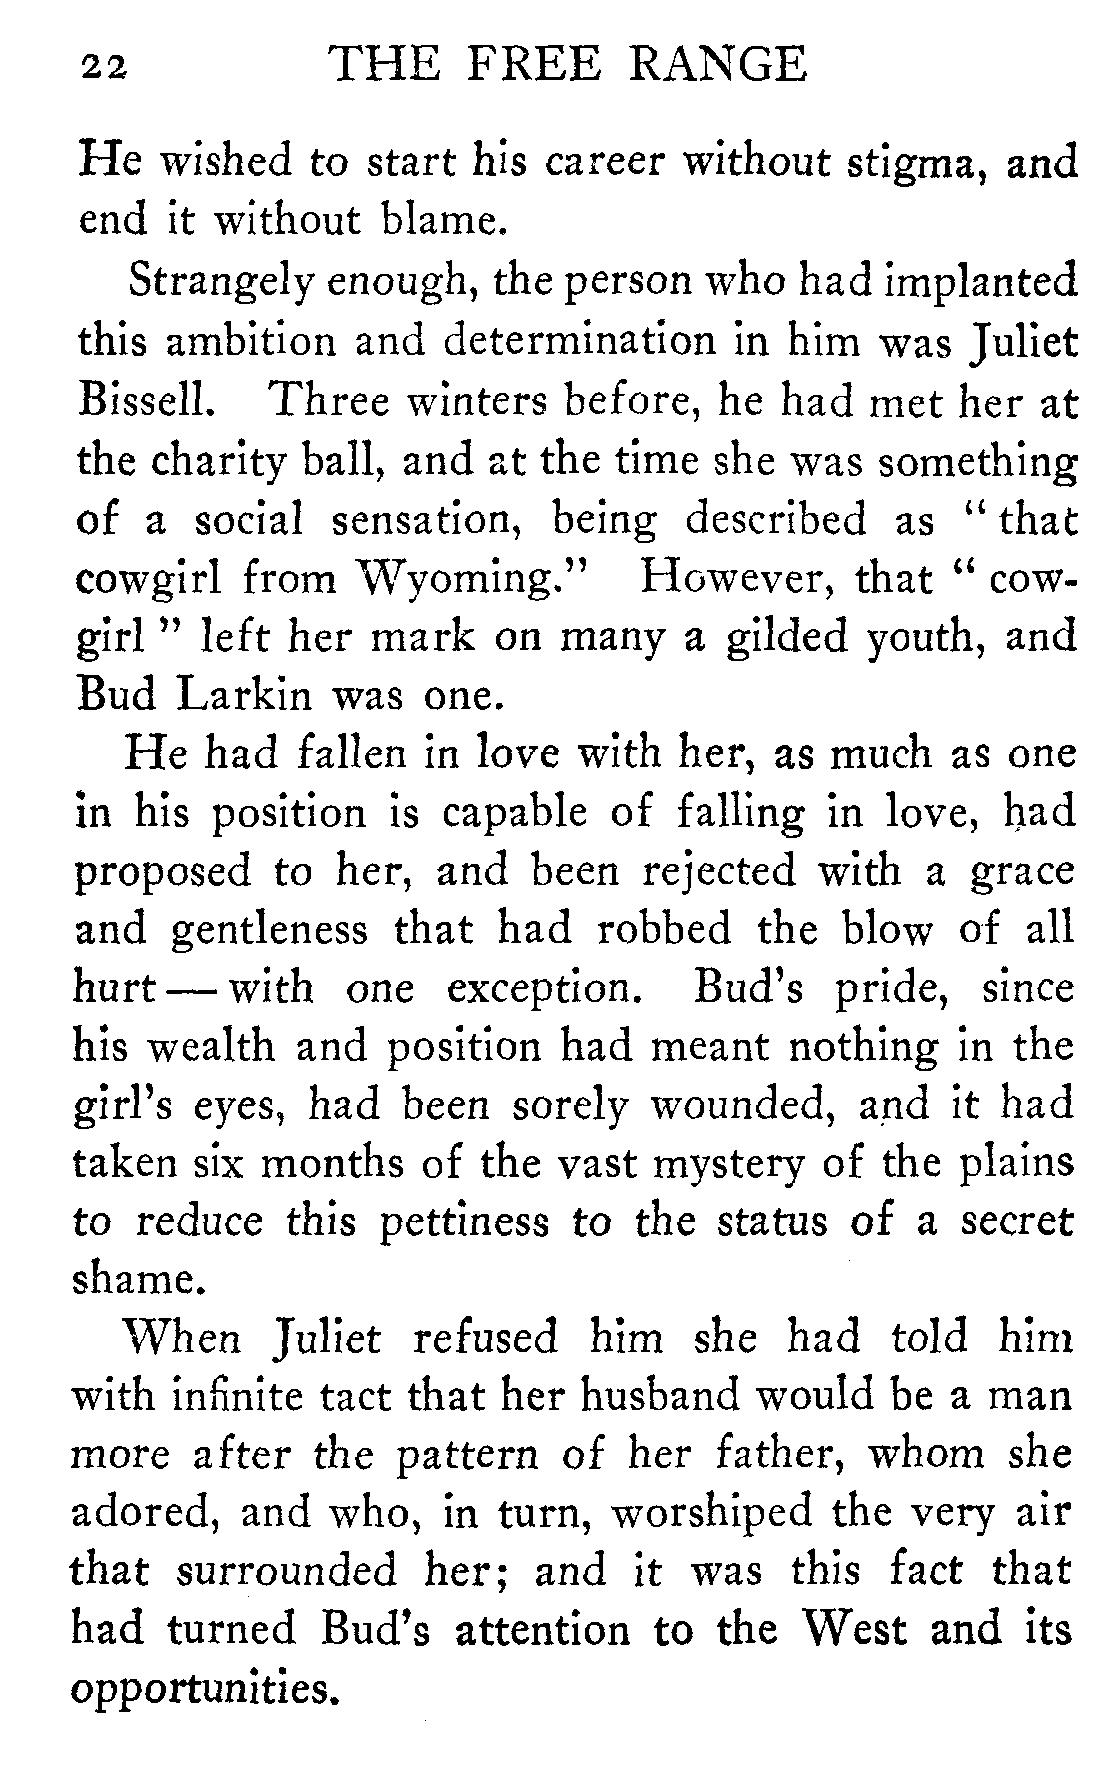 22 THE FREE RANGE
He wished to start his career without stigma, and
end it without blame.
Strangely enough, the person who had implanted
this ambition and determination in him was Juliet
Bissell. Three winters before, he had met her at
the charity ball, and at the time she was something
of a social sensation, being described as “ that
cowgirl from Wyoming.” However, that “ cow-
girl ” left her mark on many a gilded youth, and
Bud Larkin was one.
He had fallen in love with her, as much as one
in his position is capable of falling in love, had
proposed to her, and been rejected with a grace
and gentleness that had robbed the blow of all
hurt — with one exception. Bud's pride, since
his wealth and position had meant nothing in the
girl's eyes, had been sorely wounded, and it had
taken six months of the vast mystery of the plains
to reduce this pettiness to the status of a secret
shame.
When Juliet refused him she had told him
with infinite tact that her husband would be a man
more after the pattern of her father, whom she
adored, and who, in turn, worshiped the very air
that surrounded her; and it was this fact that
had turned Bud's attention to the West and its
opportunities.